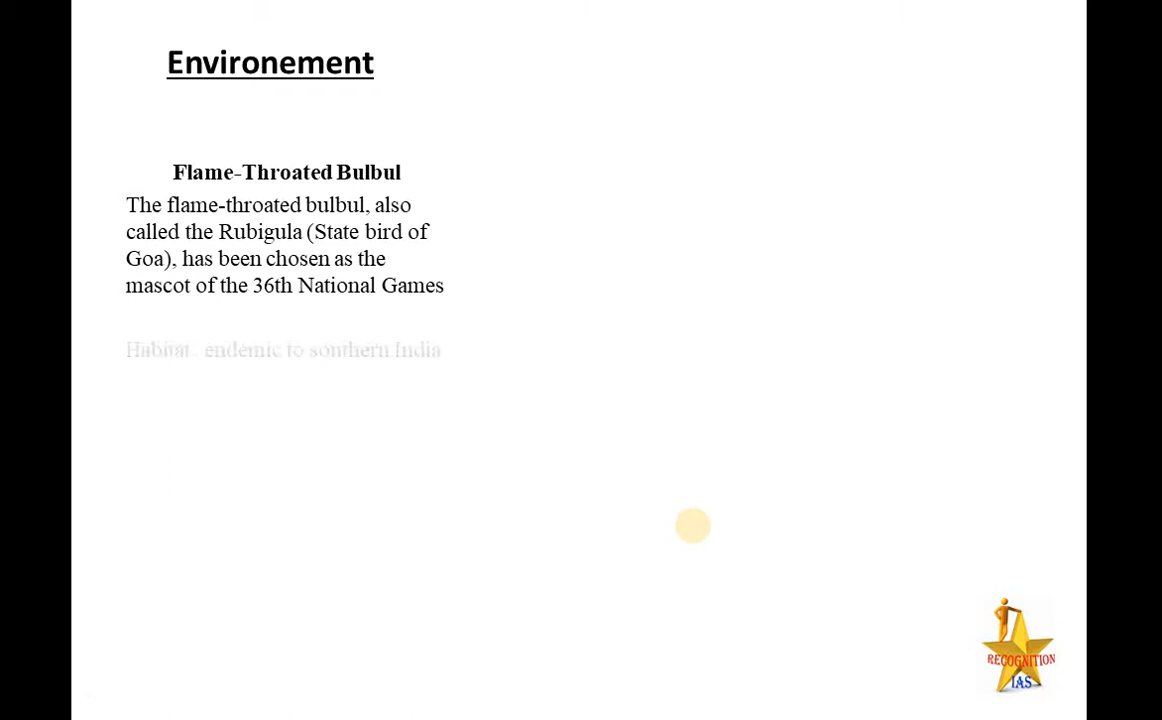 Environement
Flame-Throated Bulbul
The flame-throated bulbul, also
called the Rubigula (State bird of
Goa), has been chosen as the
mascot of the 36th National Games
Habitat endemic to southern India
RECOGNITION
IAS